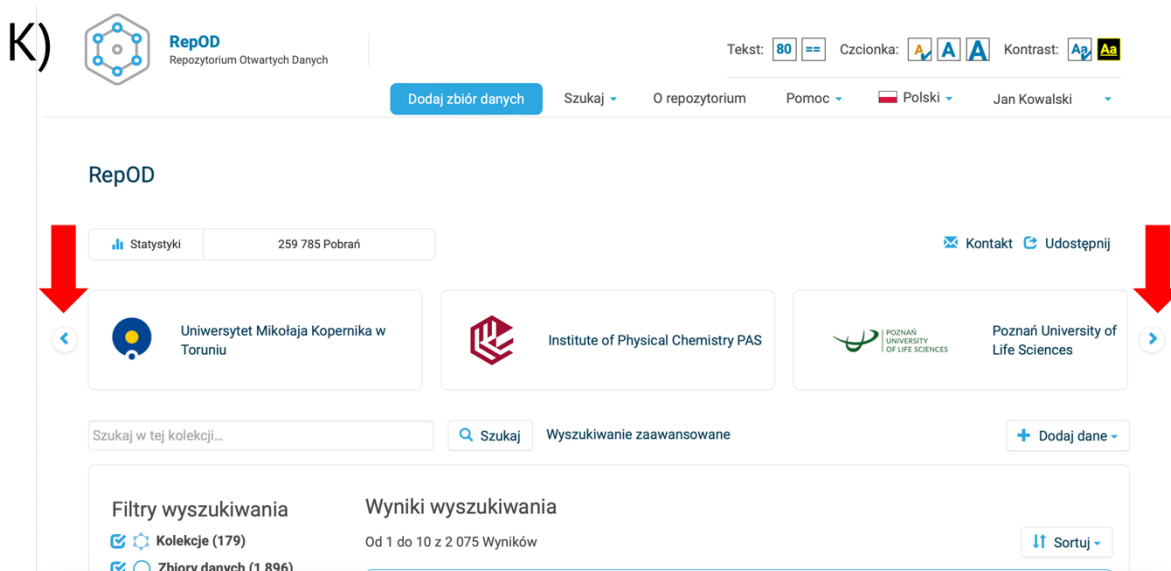 K)
RepOD
Repozytorium Otwartych Danych
Tekst: 80 == Czcionka: A A A Kontrast: Aa Aa
Dodaj zbiór danych Szukaj O repozytorium Pomoc Polski Jan Kowalski
RepOD
Statystyki 259 785 Pobrań Kontakt Udostępnij
Uniwersytet Mikołaja Kopernika w
Toruniu
Institute of Physical Chemistry PAS
POZNAŃ
UNIVERSITY
OF LIFE SCIENCES
Poznań University of
Life Sciences
Szukaj w tej kolekcji... Szukaj Wyszukiwanie zaawansowane Dodaj dane
Filtry wyszukiwania
Wyniki wyszukiwania
Kolekcje (179)
Od 1 do 10 z 2 075 Wyników
Sortuj
Zbiory danych (1 896)